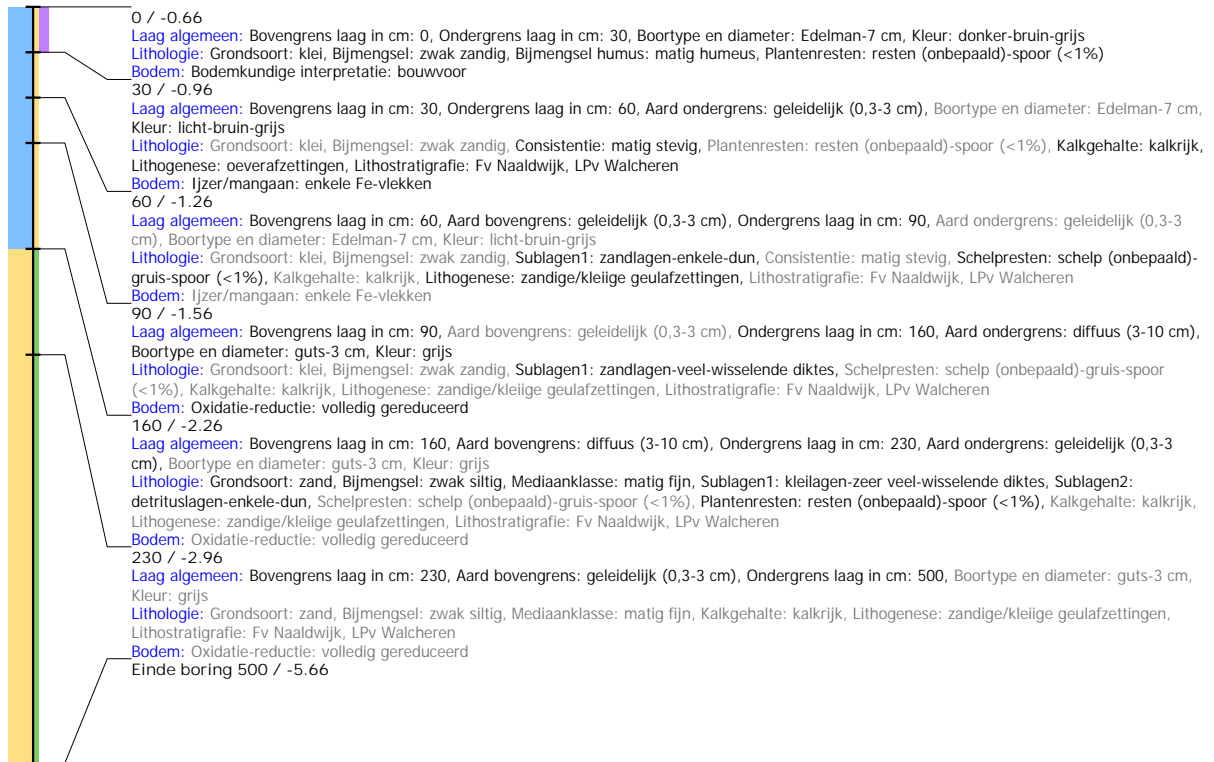 0 / -0.66
Laag algemeen: Bovengrens laag in cm: 0, Ondergrens laag in cm: 30, Boortype en diameter: Edelman-7 cm, Kleur: donker-bruin-grijs
Lithologie: Grondsoort: klei, Bijmengsel: zwak zandig, Bijmengsel humus: matig humeus, Plantenresten: resten (onbepaald)-spoor (<1%)
Bodem: Bodemkundige interpretatie: bouwvoor
30 / -0.96
Laag algemeen: Bovengrens laag in cm: 30, Ondergrens laag in cm: 60, Aard ondergrens: geleidelijk (0,3-3 cm), Boortype en diameter: Edelman-7 cm,
Kleur: licht-bruin-grijs
Lithologie: Grondsoort: klei, Bijmengsel: zwak zandig, Consistentie: matig stevig, Plantenresten: resten (onbepaald)-spoor (<1%), Kalkgehalte: kalkrijk,
Lithogenese: oeverafzettingen, Lithostratigrafie: Fv Naaldwijk, LPv Walcheren
Bodem: Ijzer/mangaan: enkele Fe-vlekken
60 / -1.26
Laag algemeen: Bovengrens laag in cm: 60, Aard bovengrens: geleidelijk (0,3-3 cm), Ondergrens laag in cm: 90, Aard ondergrens: geleidelijk (0,3-3
cm), Boortype en diameter: Edelman-7 cm, Kleur: licht-bruin-grijs
Lithologie: Grondsoort: klei, Bijmengsel: zwak zandig, Sublagen1: zandlagen-enkele-dun, Consistentie: matig stevig, Schelpresten: schelp (onbepaald)-
gruis-spoor (<1%), Kalkgehalte: kalkrijk, Lithogenese: zandige/kleiige geulafzettingen, Lithostratigrafie: Fv Naaldwijk, LPv Walcheren
Bodem: Ijzer/mangaan: enkele Fe-vlekken
90 / -1.56
Laag algemeen: Bovengrens laag in cm: 90, Aard bovengrens: geleidelijk (0,3-3 cm), Ondergrens laag in cm: 160, Aard ondergrens: diffuus (3-10 cm),
Boortype en diameter: guts-3 cm, Kleur: grijs
Lithologie: Grondsoort: klei, Bijmengsel: zwak zandig, Sublagen1: zandlagen-veel-wisselende diktes, Schelpresten: schelp (onbepaald)-gruis-spoor
(<1%), Kalkgehalte: kalkrijk, Lithogenese: zandige/kleiige geulafzettingen, Lithostratigrafie: Fv Naaldwijk, LPv Walcheren
Bodem: Oxidatie-reductie: volledig gereduceerd
160 / -2.26
Laag algemeen: Bovengrens laag in cm: 160, Aard bovengrens: diffuus (3-10 cm), Ondergrens laag in cm: 230, Aard ondergrens: geleidelijk (0,3-3
cm), Boortype en diameter: guts-3 cm, Kleur: grijs
Lithologie: Grondsoort: zand, Bijmengsel: zwak siltig, Mediaanklasse: matig fijn, Sublagen1: kleilagen-zeer veel-wisselende diktes, Sublagen2:
detrituslagen-enkele-dun, Schelpresten: schelp (onbepaald)-gruis-spoor (<1%), Plantenresten: resten (onbepaald)-spoor (<1%), Kalkgehalte: kalkrijk,
Lithogenese: zandige/kleiige geulafzettingen, Lithostratigrafie: Fv Naaldwijk, LPv Walcheren
Bodem: Oxidatie-reductie: volledig gereduceerd
230 / -2.96
Laag algemeen: Bovengrens laag in cm: 230, Aard bovengrens: geleidelijk (0,3-3 cm), Ondergrens laag in cm: 500, Boortype en diameter: guts-3 cm,
Kleur: grijs
Lithologie: Grondsoort: zand, Bijmengsel: zwak siltig, Mediaanklasse: matig fijn, Kalkgehalte: kalkrijk, Lithogenese: zandige/kleiige geulafzettingen,
Lithostratigrafie: Fv Naaldwijk, LPv Walcheren
Bodem: Oxidatie-reductie: volledig gereduceerd
Einde boring 500 / -5.66